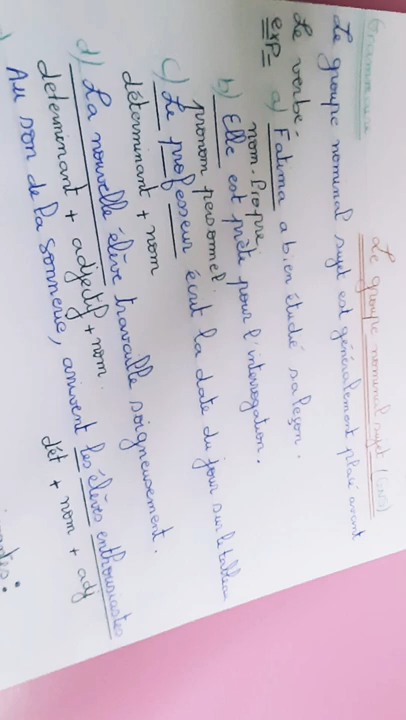 Grammaire
Le groupe nominal sujet (GNS)
Le groupe nominal sujet est généralement placé avant
Le verbe.
exp = a) Fatima a bien étudié sa leçon.
nom. Propre
b) Elle est prête pour l'interrogation.
pronom personnel
c) Le professeur écrit la date du jour sur le tableau
déterminant + nom
d) La nouvelle élève travaille soigneusement.
determinant + adjectif + nom.
Au son de la sonnerie, arrivent les élèves enthousiastes
det + nom + adj